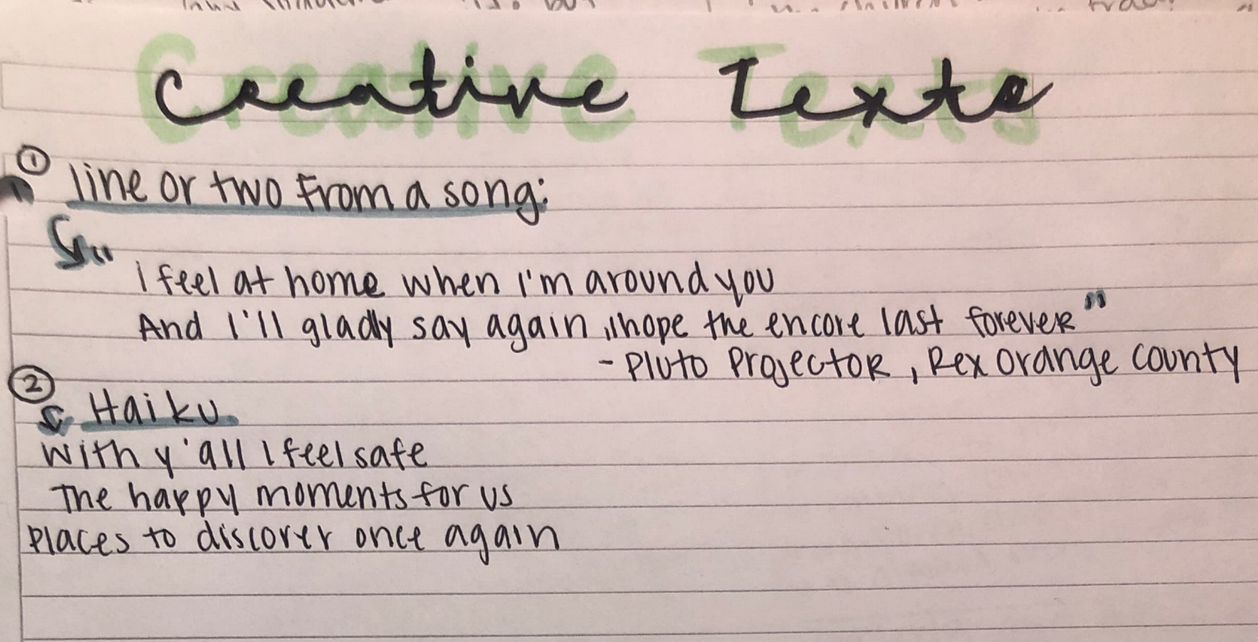 Creative Texts
① line or two From a song:
"
I feel at home when I'm around you
And I'll gladly say again, I hope the encore last forever"
- Pluto Projector, Rex Orange County
②
Haiku
With y'all I feel safe
The happy moments for us
Places to discover once again